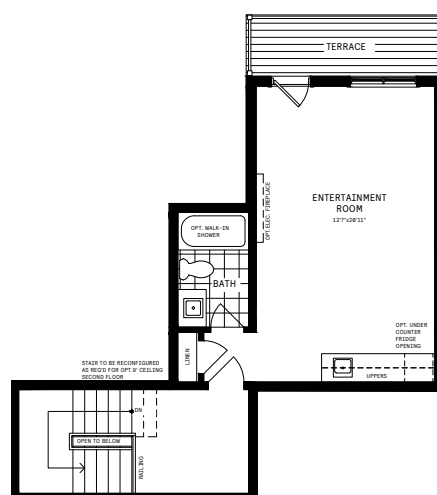 TERRACE
OPT. ELEC. FIREPLACE
ENTERTAINMENT
ROOM
12'7"x20'11"
OPT. WALK-IN
SHOWER
BATH
OPT. UNDER
COUNTER
FRIDGE
OPENING
LINEN
UPPERS
STAIR TO BE RECONFIGURED
AS REQ'D FOR OPT.9' CEILING
SECOND FLOOR
DN
OPEN TO BELOW
RAILING